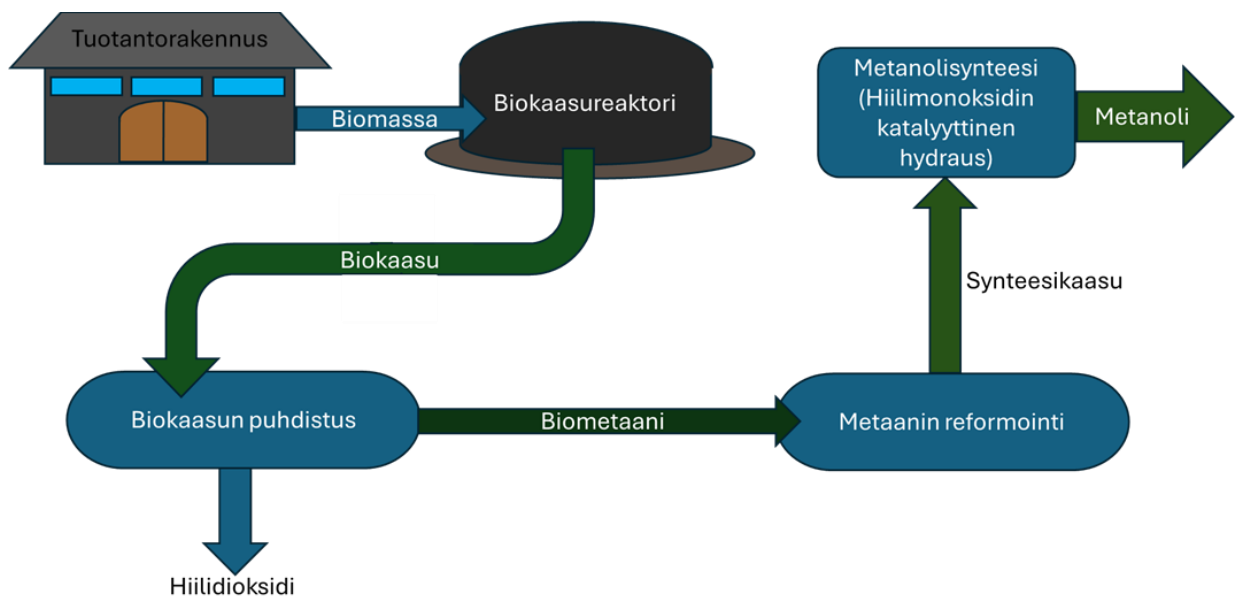 Tuotantorakennus
Biomassa
Biokaasureaktori
Metanolisynteesi
(Hiilimonoksidin
katalyyttinen
hydraus)
Metanoli
Biokaasu
Synteesikaasu
Biokaasun puhdistus
Biometaani
Metaanin reformointi
Hiilidioksidi